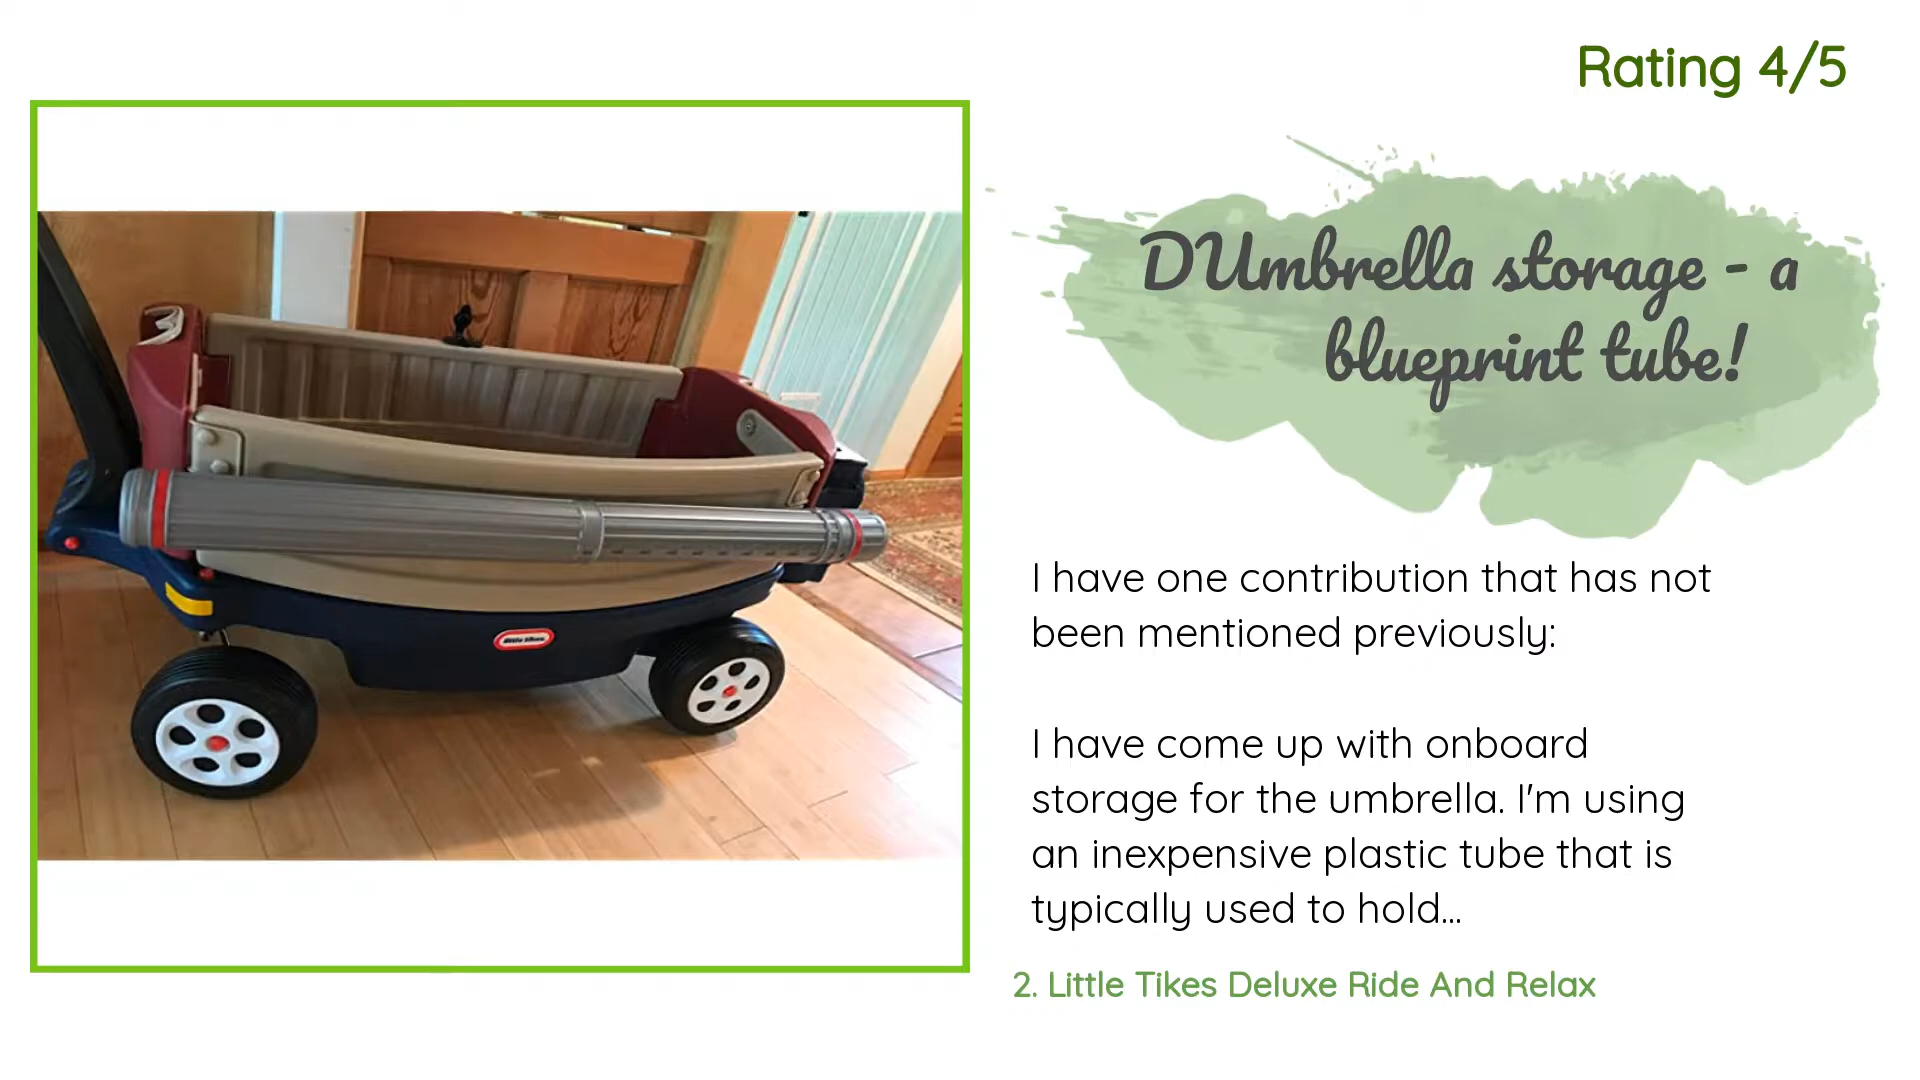 Rating 4/5
DUmbrella storage - a
blueprint tube!
I have one contribution that has not
been mentioned previously:
I have come up with onboard
storage for the umbrella. I'm using
an inexpensive plastic tube that is
typically used to hold...
2. Little Tikes Deluxe Ride And Relax
little tikes